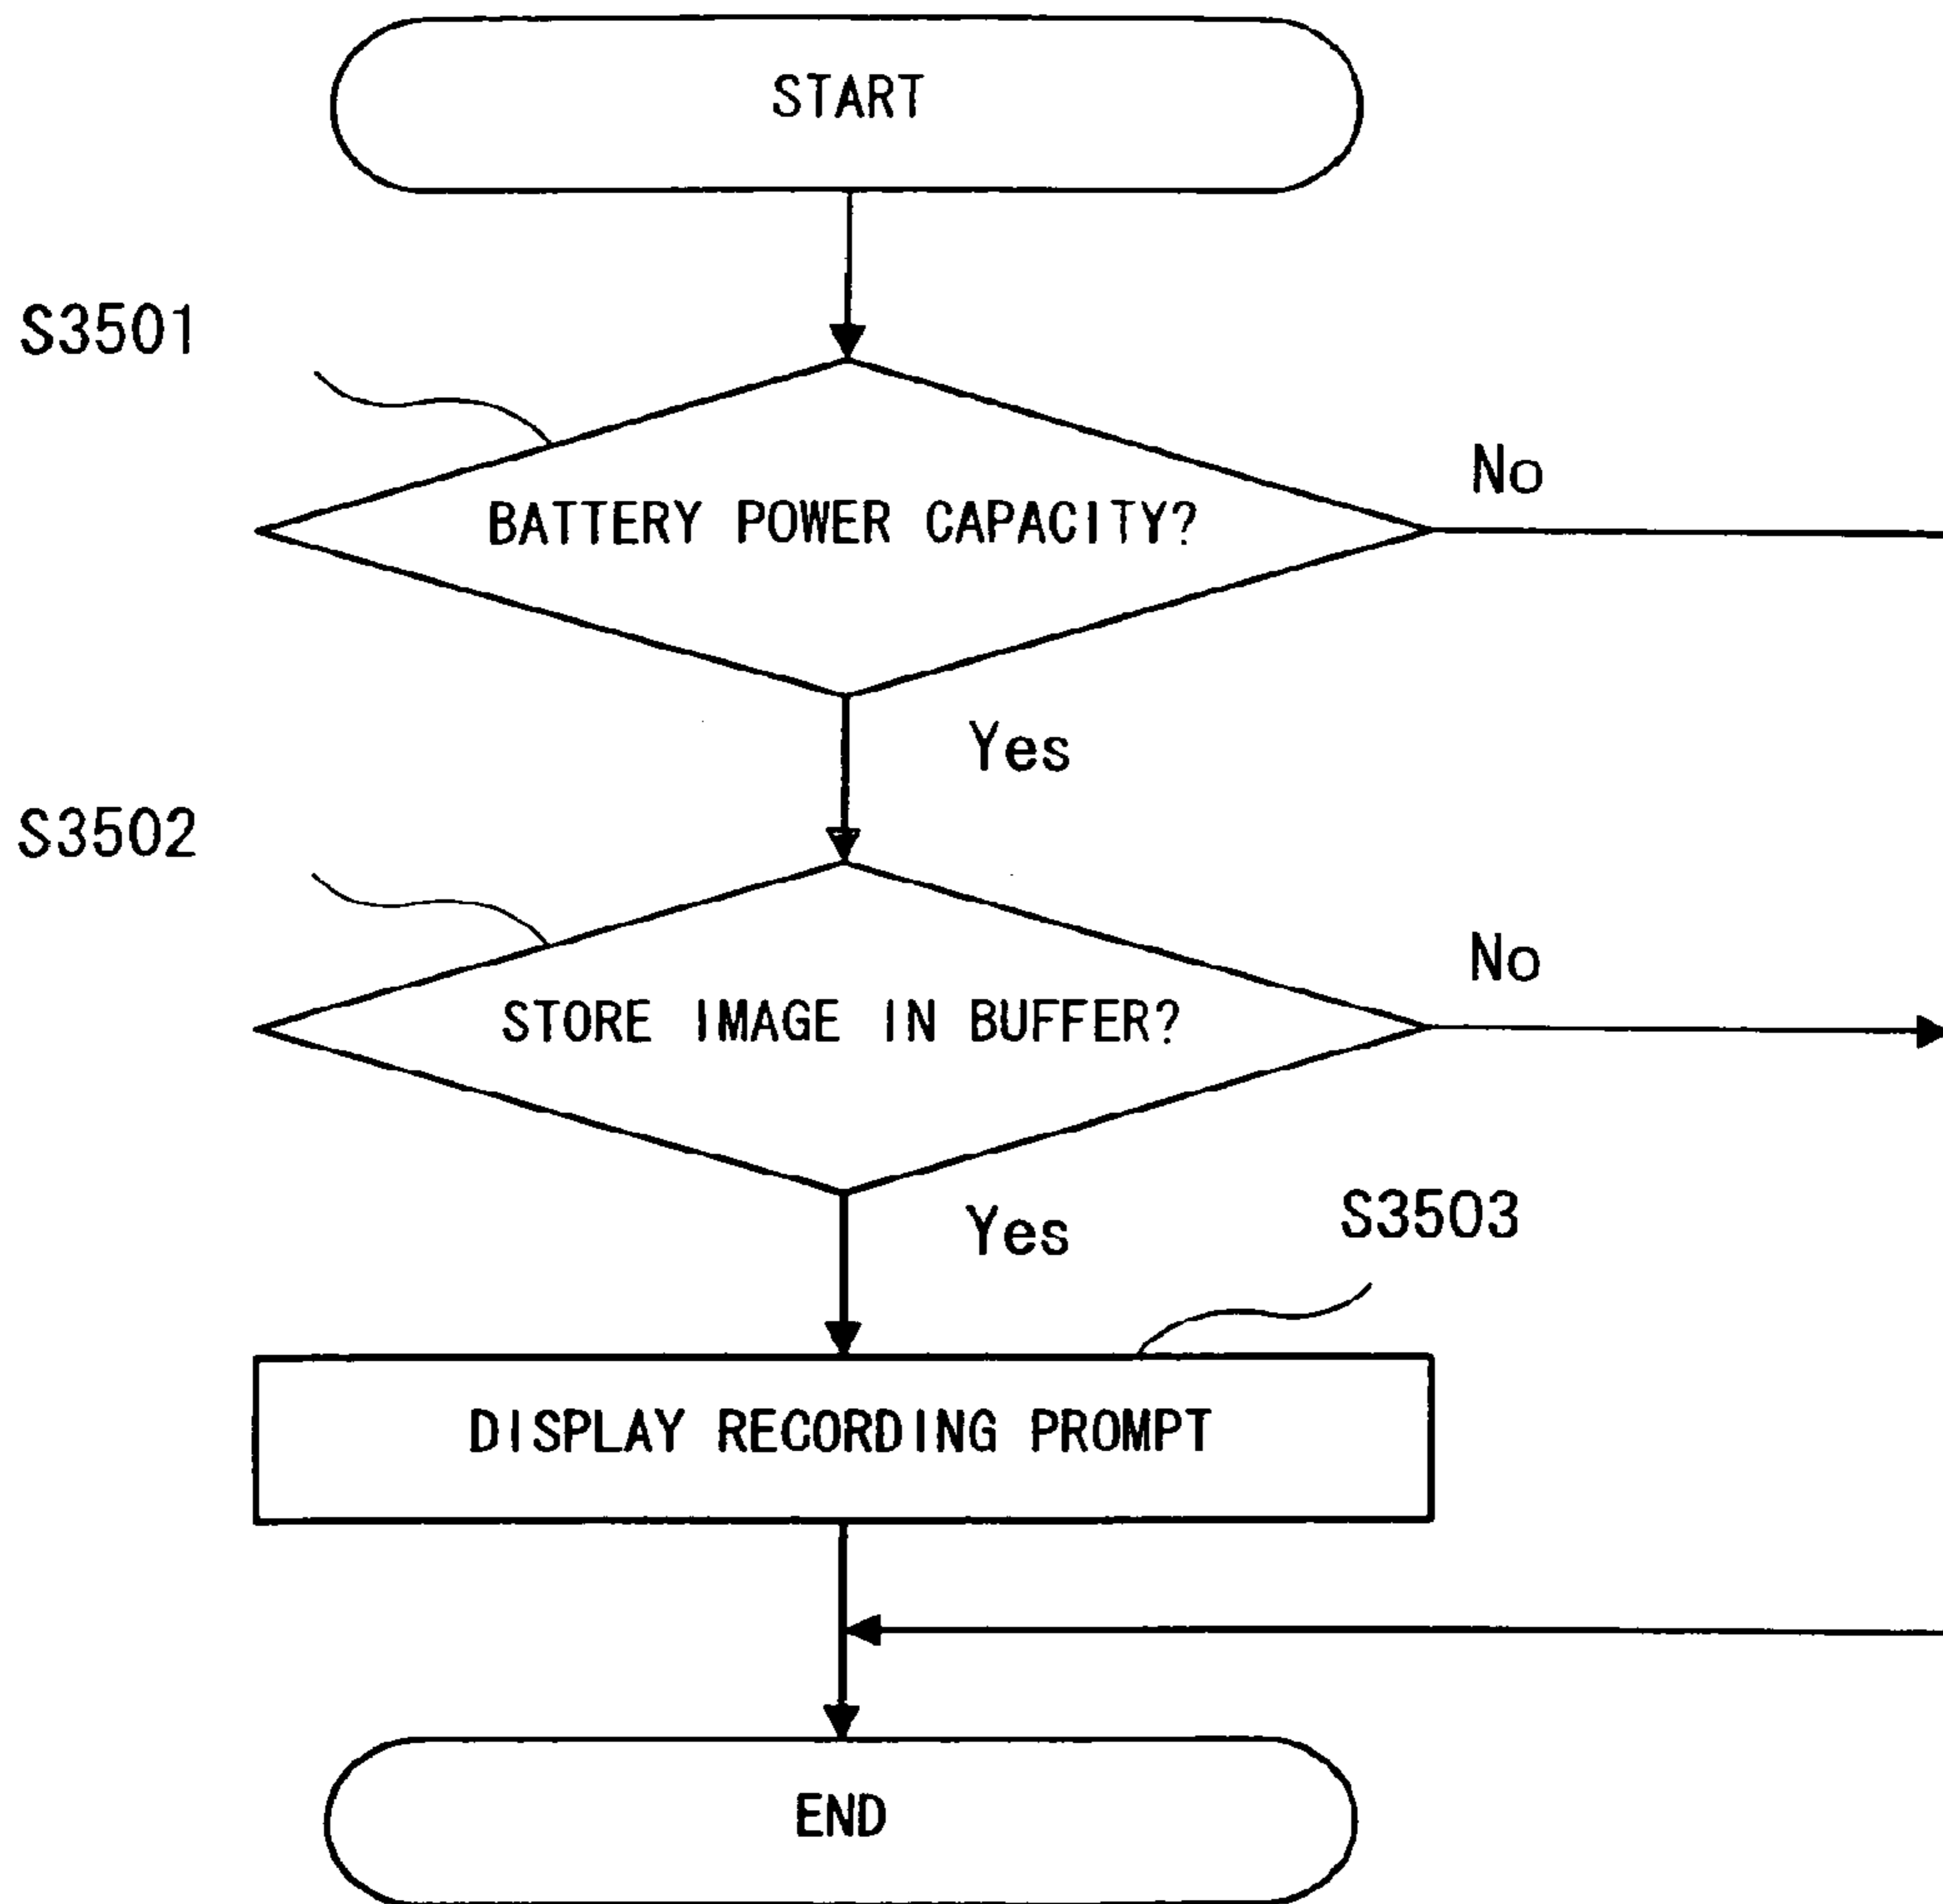 START
S3501
BATTERY POWER CAPACITY?
No
Yes
S3502
STORE IMAGE IN BUFFER?
No
Yes
S3503
DISPLAY RECORDING PROMPT
END